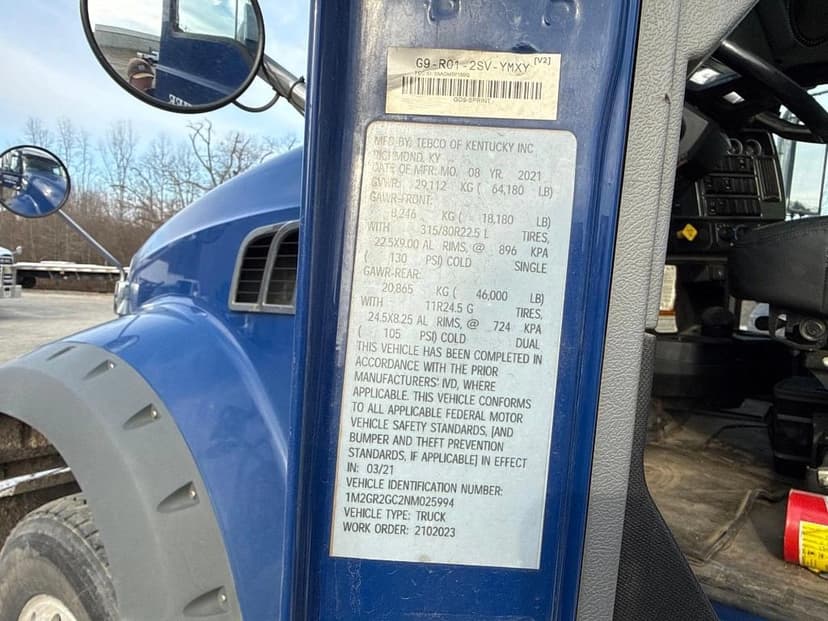 G9-R01-2SV-YMXY [V2]
GD9-SPRINT
MFD BY: TEBCO OF KENTUCKY INC
RICHMOND, KY
DATE OF MFR: MO. 08 YR. 2021
GVWR: 29,112 KG ( 64,180 LB)
GAWR-FRONT:
8,246 KG ( 18,180 LB)
WITH 315/80R22.5 L TIRES,
22.5X9.00 AL RIMS, @ 896 KPA
( 130 PSI) COLD SINGLE
GAWR-REAR:
20,865 KG ( 46,000 LB)
WITH 11R24.5 G TIRES,
24.5X8.25 AL RIMS, @ 724 KPA
( 105 PSI) COLD DUAL
THIS VEHICLE HAS BEEN COMPLETED IN
ACCORDANCE WITH THE PRIOR
MANUFACTURERS' IVD, WHERE
APPLICABLE. THIS VEHICLE CONFORMS
TO ALL APPLICABLE FEDERAL MOTOR
VEHICLE SAFETY STANDARDS, [AND
BUMPER AND THEFT PREVENTION
STANDARDS, IF APPLICABLE] IN EFFECT
IN: 03/21
VEHICLE IDENTIFICATION NUMBER:
1M2GR2GC2NM025994
VEHICLE TYPE: TRUCK
WORK ORDER: 2102023